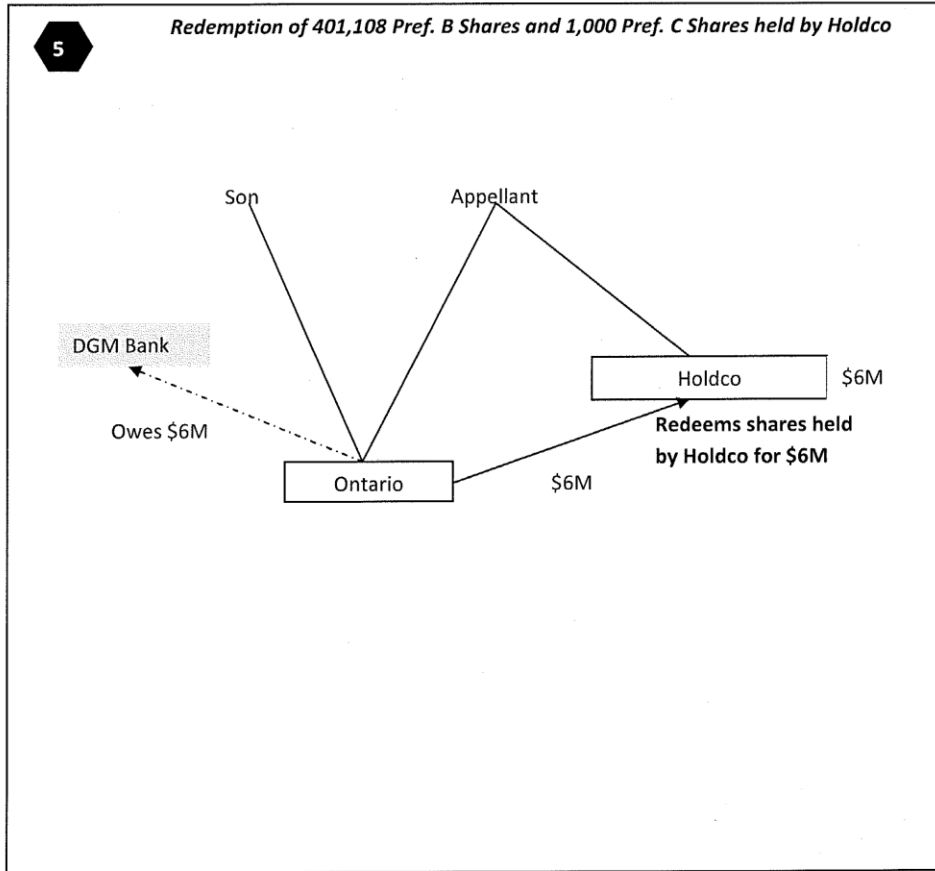 5
Redemption of 401,108 Pref. B Shares and 1,000 Pref. C Shares held by Holdco
Son
Appellant
DGM Bank
Holdco
$6M
Owes $6M
Redeems shares held
by Holdco for $6M
Ontario
$6M